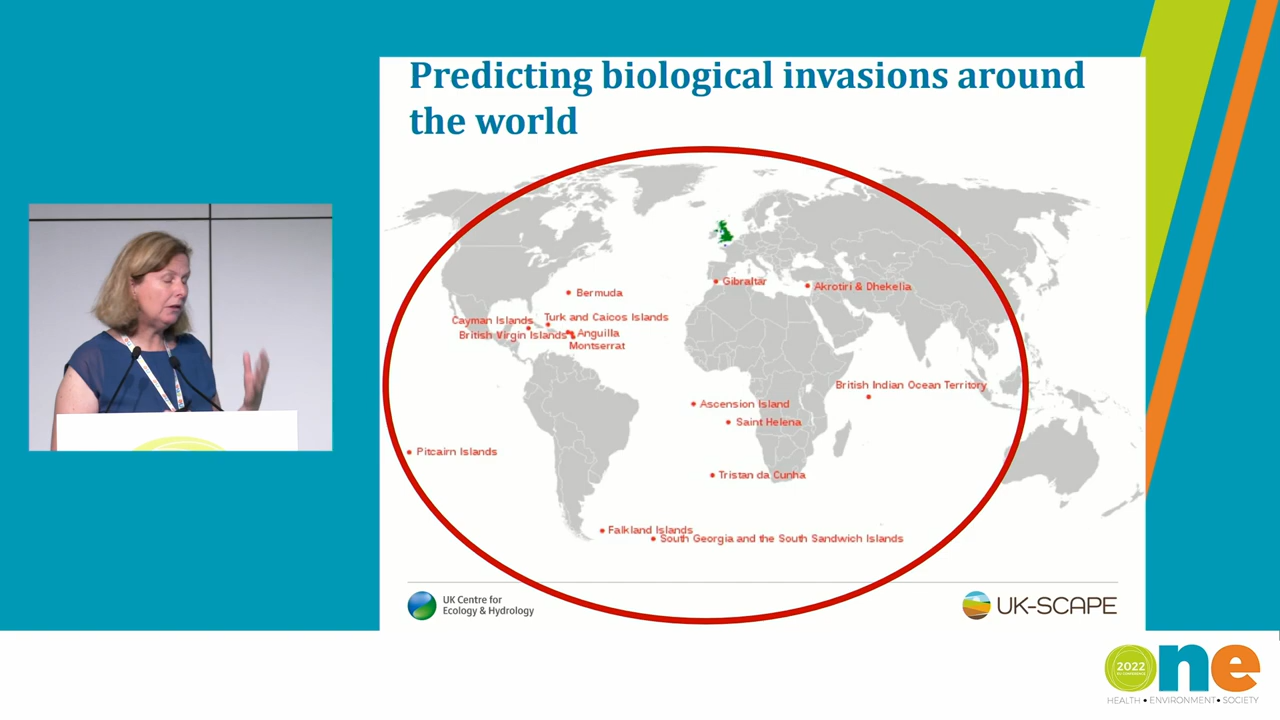 Predicting biological invasions around
the world
Bermuda
Gibraltar
Akrotiri & Dhekelia
Cayman Islands
Turk and Caicos Islands
British Virgin Islands
Anguilla
Montserrat
British Indian Ocean Territory
Ascension Island
Saint Helena
Pitcairn Islands
Tristan da Cunha
Falkland Islands
South Georgia and the South Sandwich Islands
UK Centre for
Ecology & Hydrology
UK-SCAPE
2022
one
HEALTH • ENVIRONMENT • SOCIETY